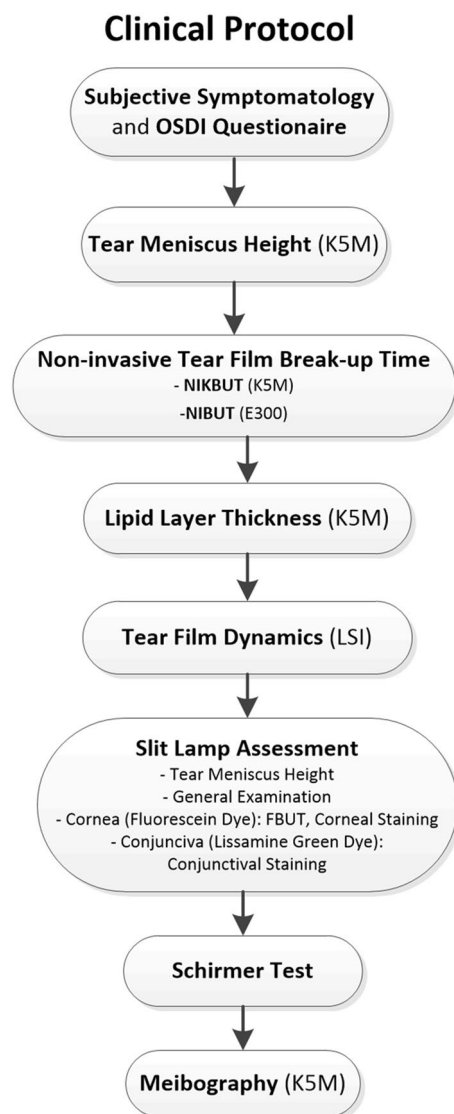 Clinical Protocol
Subjective Symptomatology
and OSDI Questionaire
Tear Meniscus Height (K5M)
Non-invasive Tear Film Break-up Time
- NIKBUT (K5M)
-NIBUT (E300)
Lipid Layer Thickness (K5M)
Tear Film Dynamics (LSI)
Slit Lamp Assessment
- Tear Meniscus Height
- General Examination
- Cornea (Fluorescein Dye): FBUT, Corneal Staining
- Conjunciva (Lissamine Green Dye):
Conjunctival Staining
Schirmer Test
Meibography (K5M)